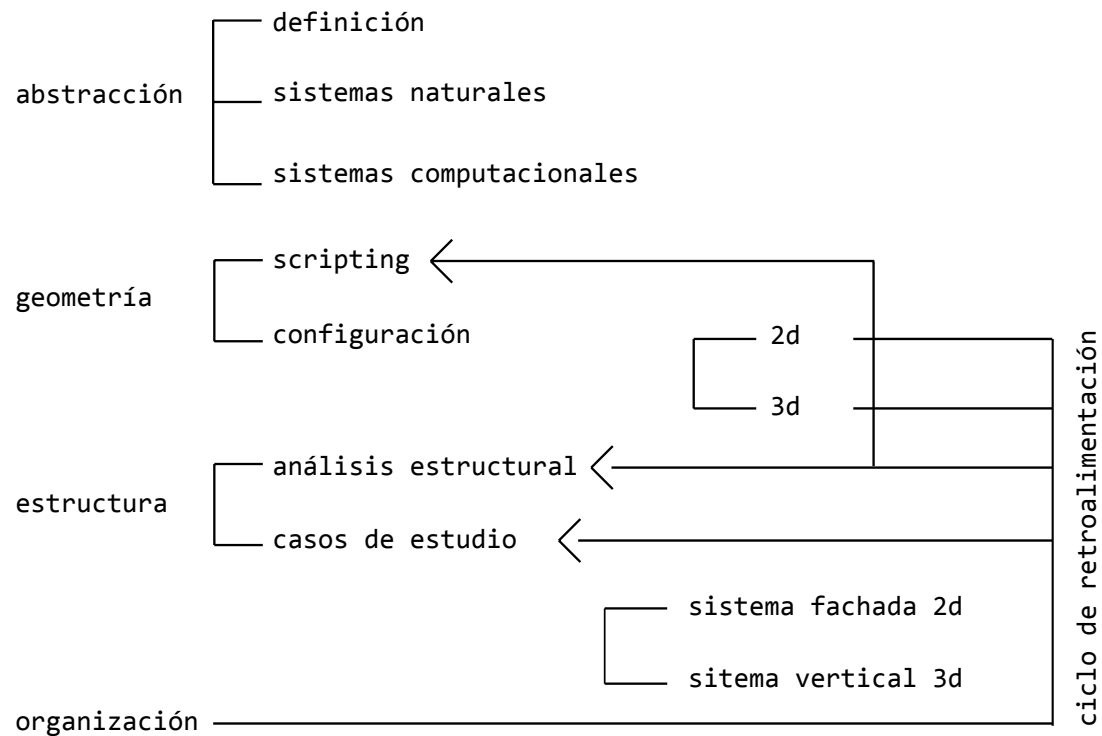 definición
abstracción
sistemas naturales
sistemas computacionales
scripting
geometría
configuración
2d
3d
análisis estructural
estructura
casos de estudio
sistema fachada 2d
sitema vertical 3d
organización
ciclo de retroalimentación